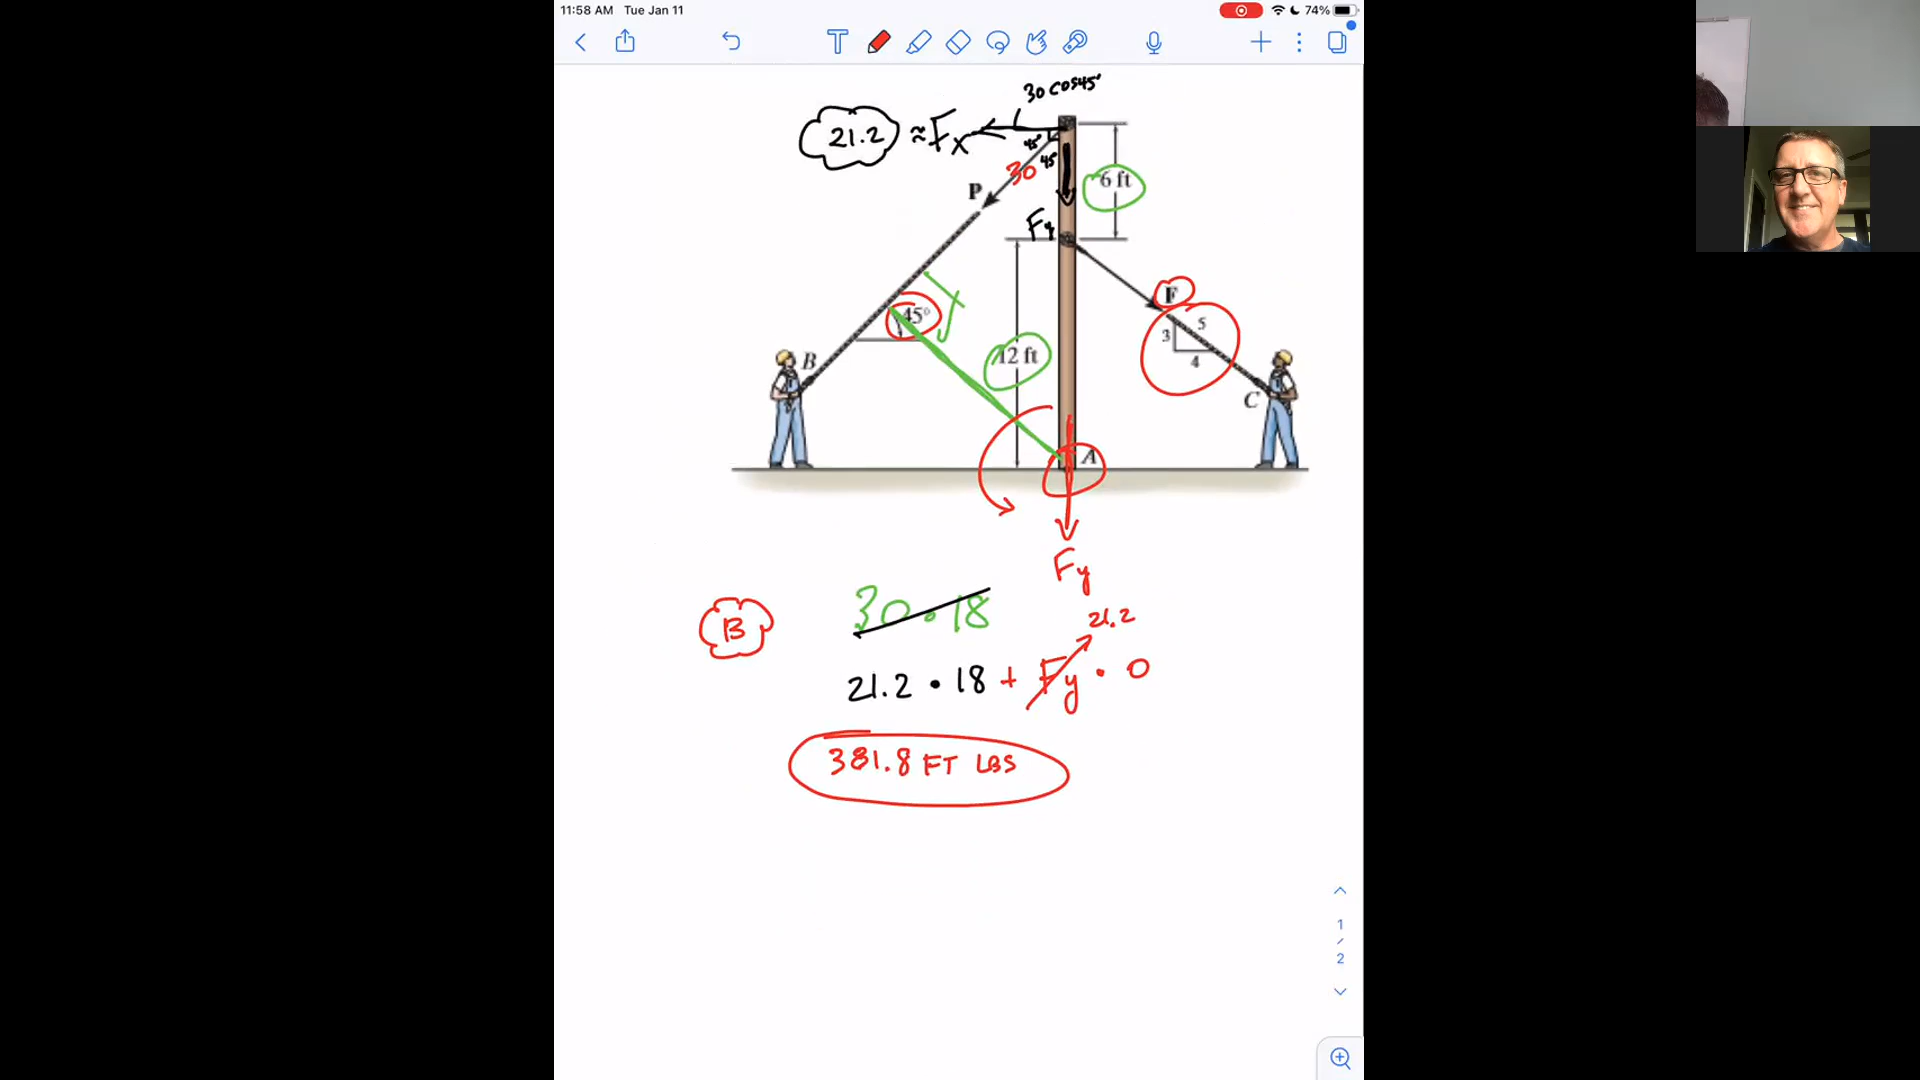 11:58 AM Tue Jan 11
74%
30 cos45°
21.2 ≈ Fx
45°
45
30
P
6 ft
Fy
F
45°
y
5
3
4
12 ft
B
C
A
Fy
B
30 • 18
21.2
21.2 • 18 + Fy • 0
381.8 FT LBS
1
/
2